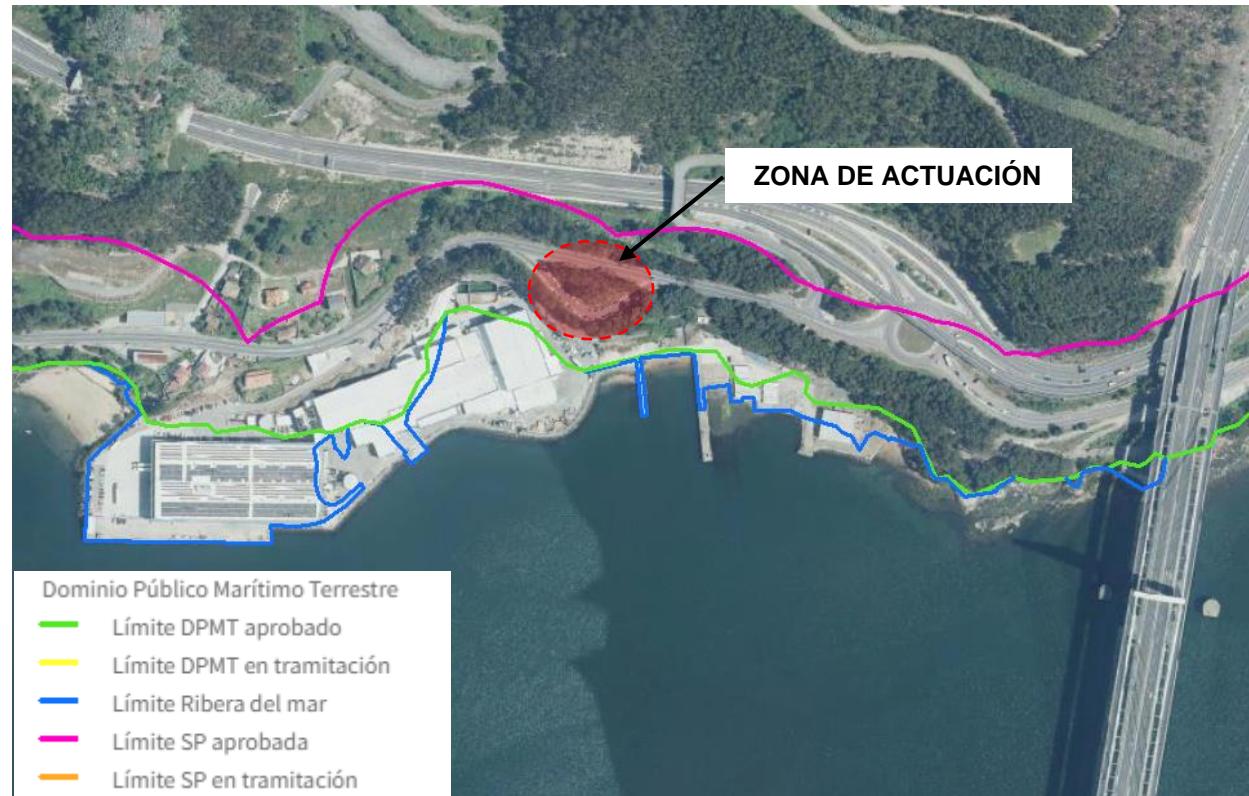 ZONA DE ACTUACIÓN
Dominio Público Marítimo Terrestre
Límite DPMT aprobado
Límite DPMT en tramitación
Límite Ribera del mar
Límite SP aprobada
Límite SP en tramitación